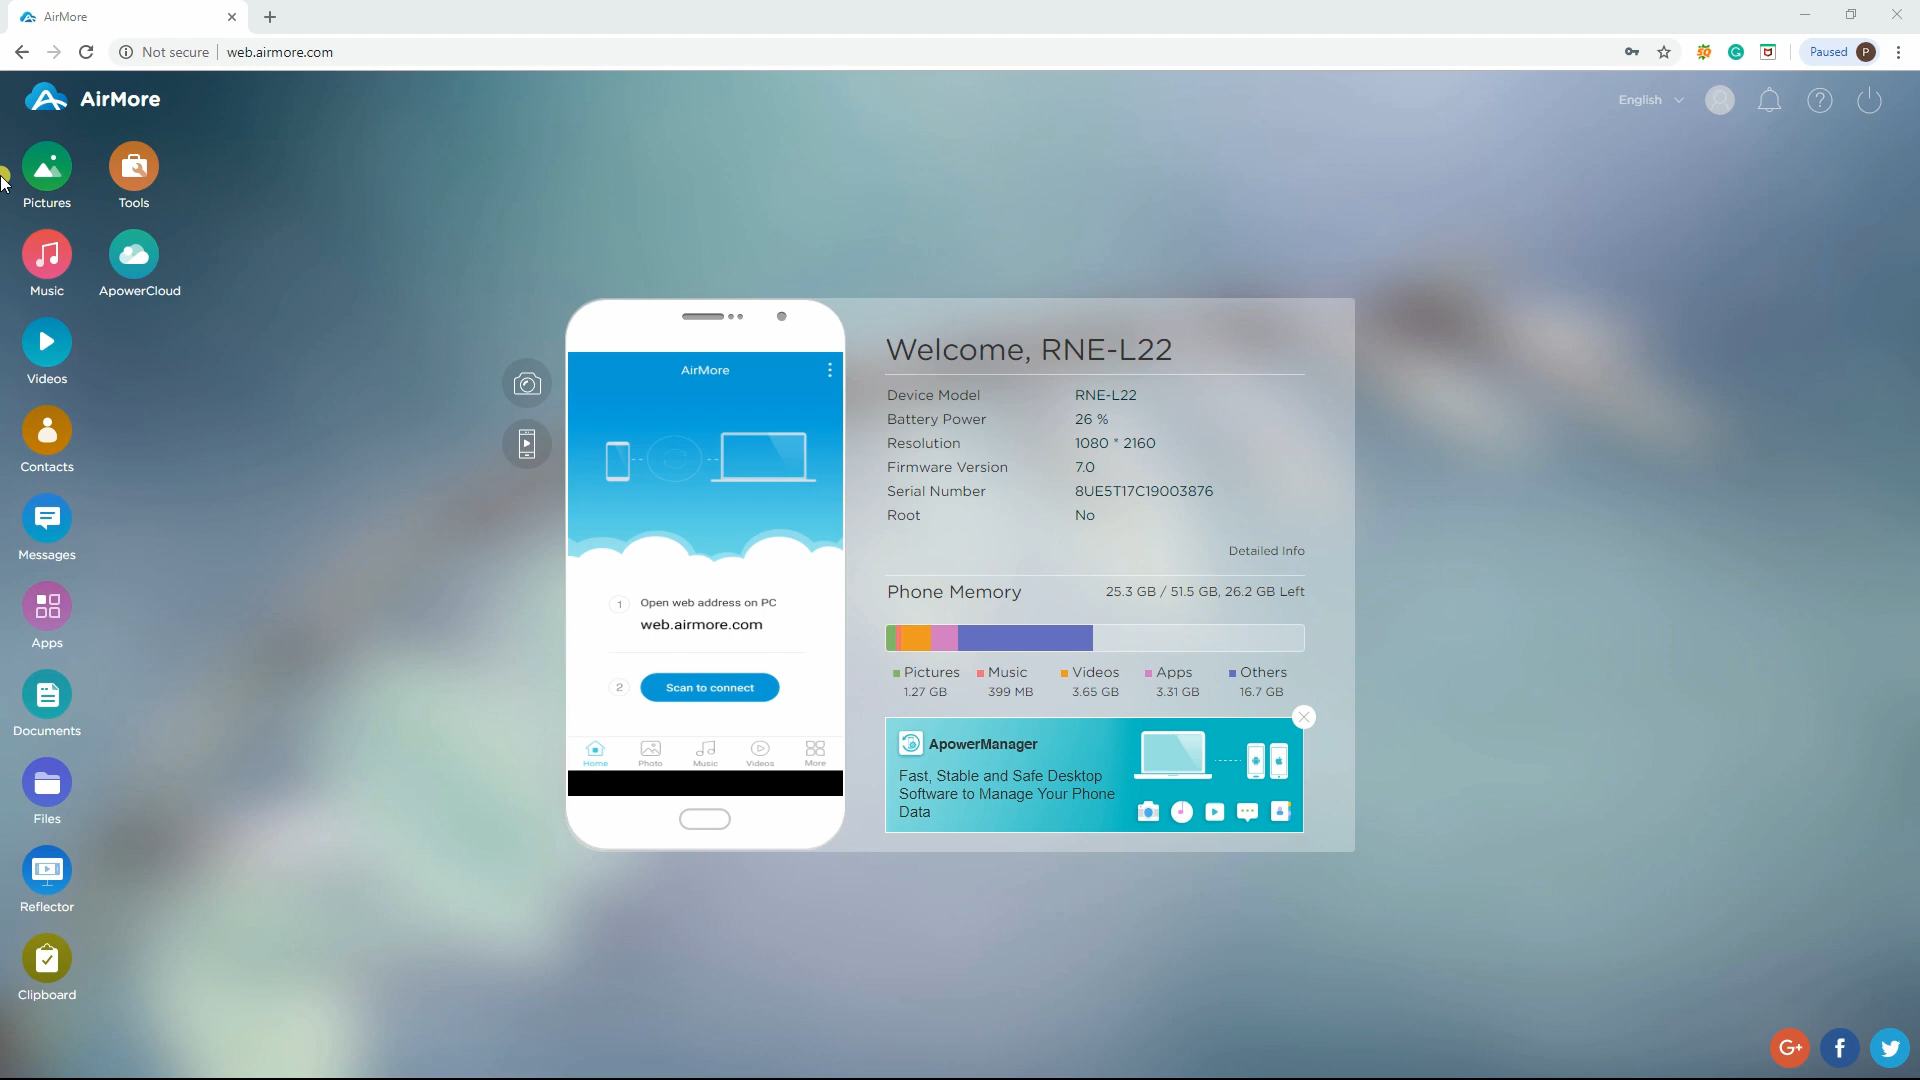 AirMore
Not secure
web.airmore.com
Paused
P
AirMore
English
Pictures
Tools
Music
ApowerCloud
Videos
Contacts
Messages
Apps
Documents
Files
Reflector
Clipboard
AirMore
1 Open web address on PC
web.airmore.com
2 Scan to connect
Home Photo Music Videos More
Welcome, RNE-L22
Device Model RNE-L22
Battery Power 26 %
Resolution 1080 * 2160
Firmware Version 7.0
Serial Number 8UE5T17C19003876
Root No
Detailed Info
Phone Memory 25.3 GB / 51.5 GB, 26.2 GB Left
Pictures Music Videos Apps Others
1.27 GB 399 MB 3.65 GB 3.31 GB 16.7 GB
ApowerManager
Fast, Stable and Safe Desktop
Software to Manage Your Phone
Data
G+
f